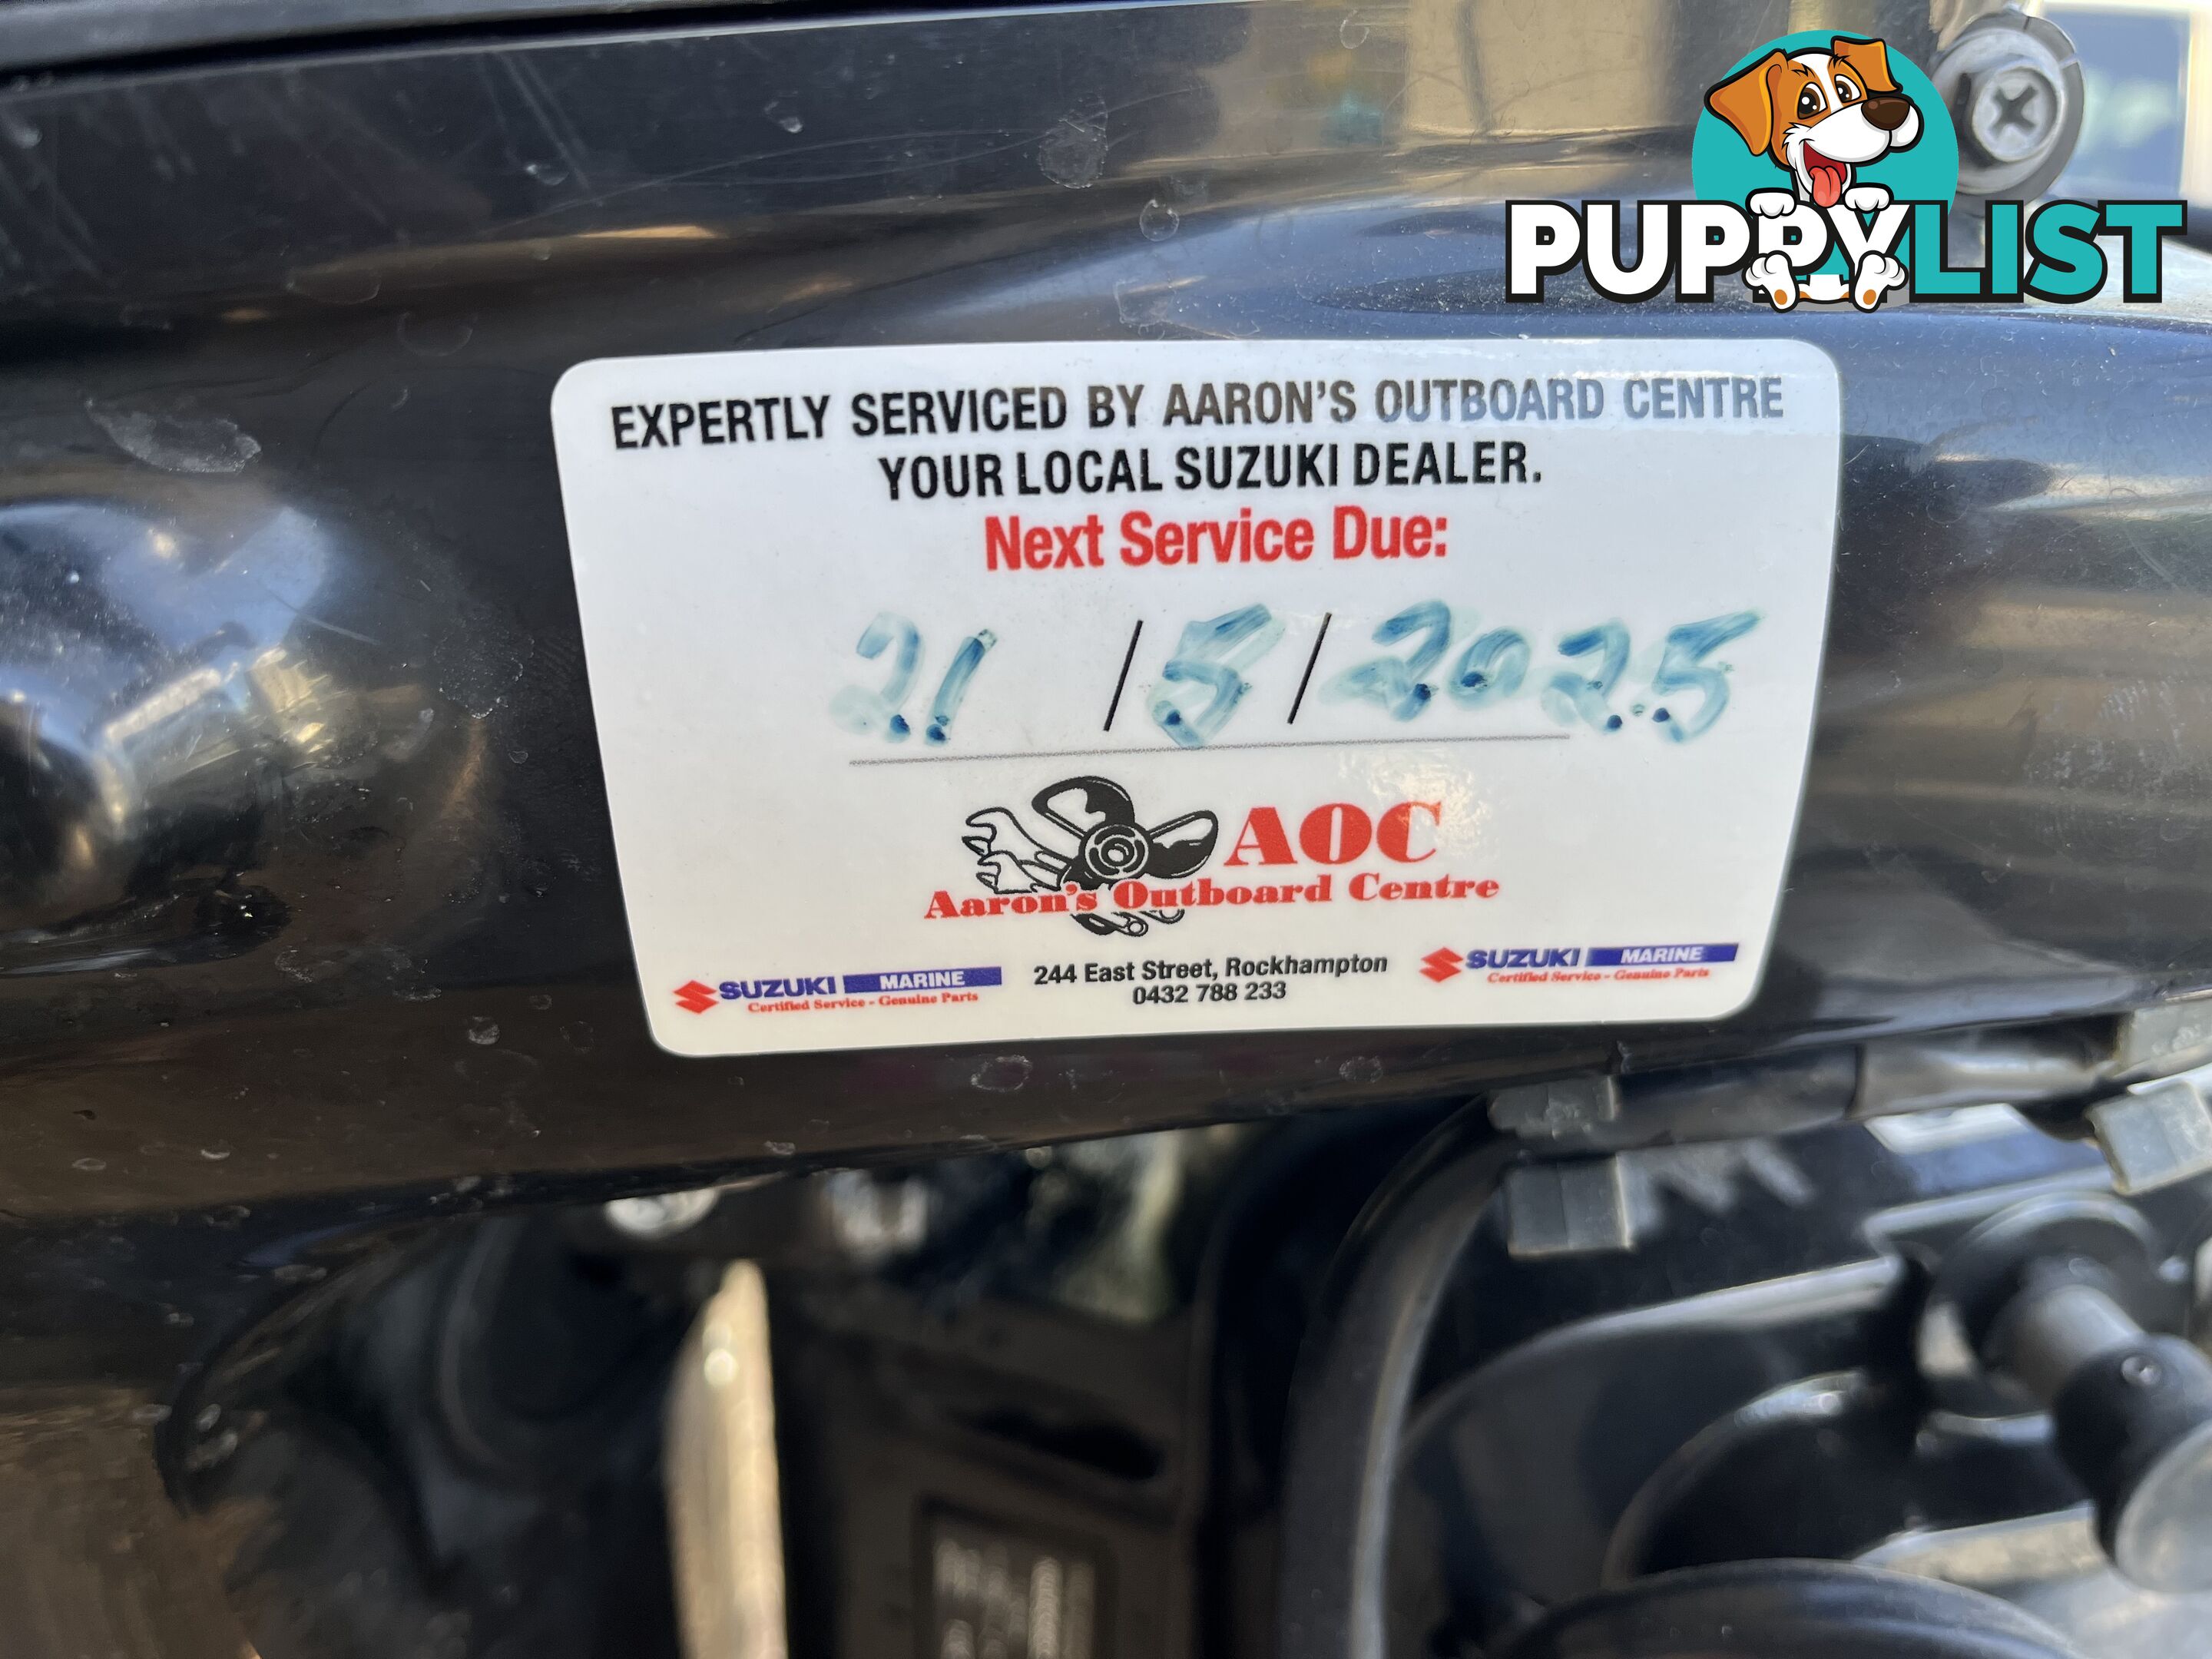 PUPPYLIST
EXPERTLY SERVICED BY AARON'S OUTBOARD CENTRE
YOUR LOCAL SUZUKI DEALER.
Next Service Due:
21 / 5 / 2025
AOC
Aaron's Outboard Centre
SUZUKI MARINE
Certified Service - Genuine Parts
244 East Street, Rockhampton
0432 788 233
SUZUKI MARINE
Certified Service - Genuine Parts